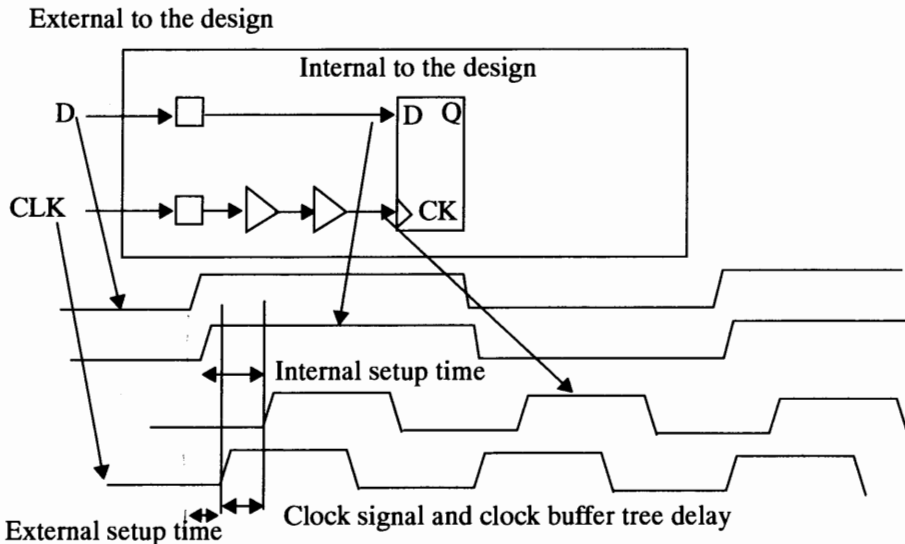 External to the design
Internal to the design
D
D Q
CLK
CK
Internal setup time
External setup time
Clock signal and clock buffer tree delay